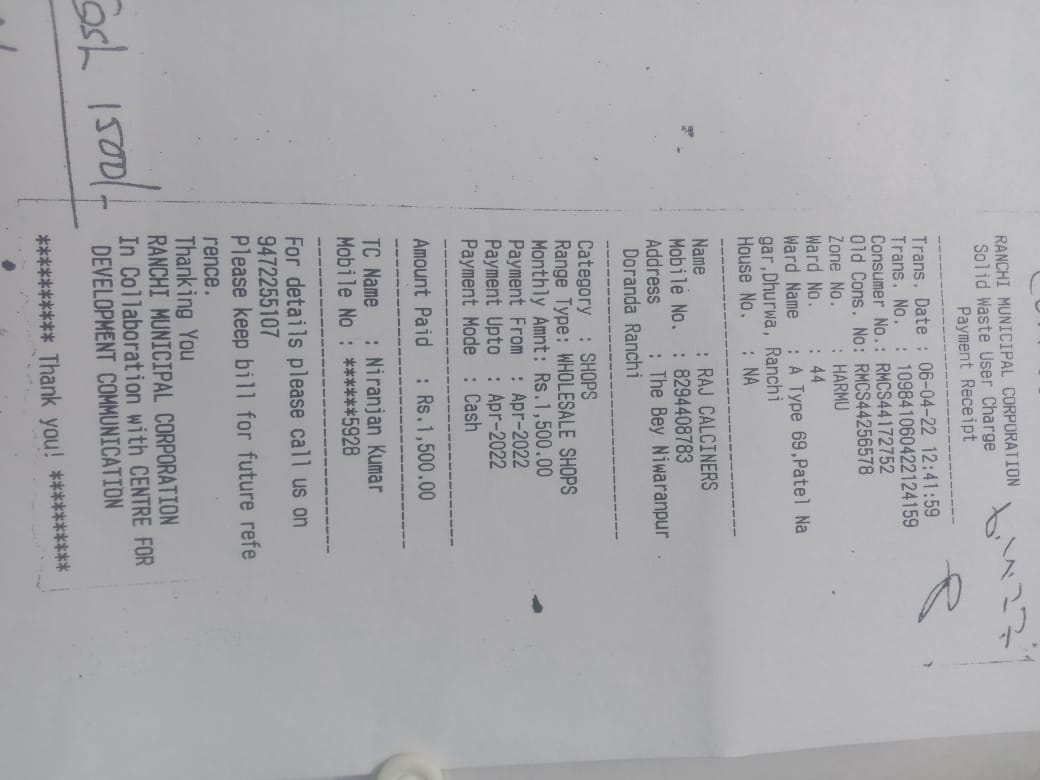 RANCHI MUNICIPAL CORPORATION
Solid Waste User Charge
Payment Receipt
Trans. Date : 06-04-22 12:41:59
Trans. No. : 109841060422124159
Consumer No.: RMCS44172752
Old Cons. No: RMCS44256578
Zone No. : HARMU
Ward No. : 44
Ward Name : A Type 69,Patel Na
gar,Dhurwa, Ranchi
House No. : NA
Name : RAJ CALCINERS
Mobile No. : 8294408783
Address : The Bey Niwaranpur
Doranda Ranchi
Category : SHOPS
Range Type: WHOLESALE SHOPS
Monthly Amnt: Rs.1,500.00
Payment From : Apr-2022
Payment Upto : Apr-2022
Payment Mode : Cash
Amount Paid : Rs.1,500.00
TC Name : Niranjan Kumar
Mobile No : ******5928
For details please call us on
9472255107
Please keep bill for future refe
rence.
Thanking You
RANCHI MUNICIPAL CORPORATION
In Collaboration with CENTRE FOR
DEVELOPMENT COMMUNICATION
********** Thank you! **********
Cash 1500/-